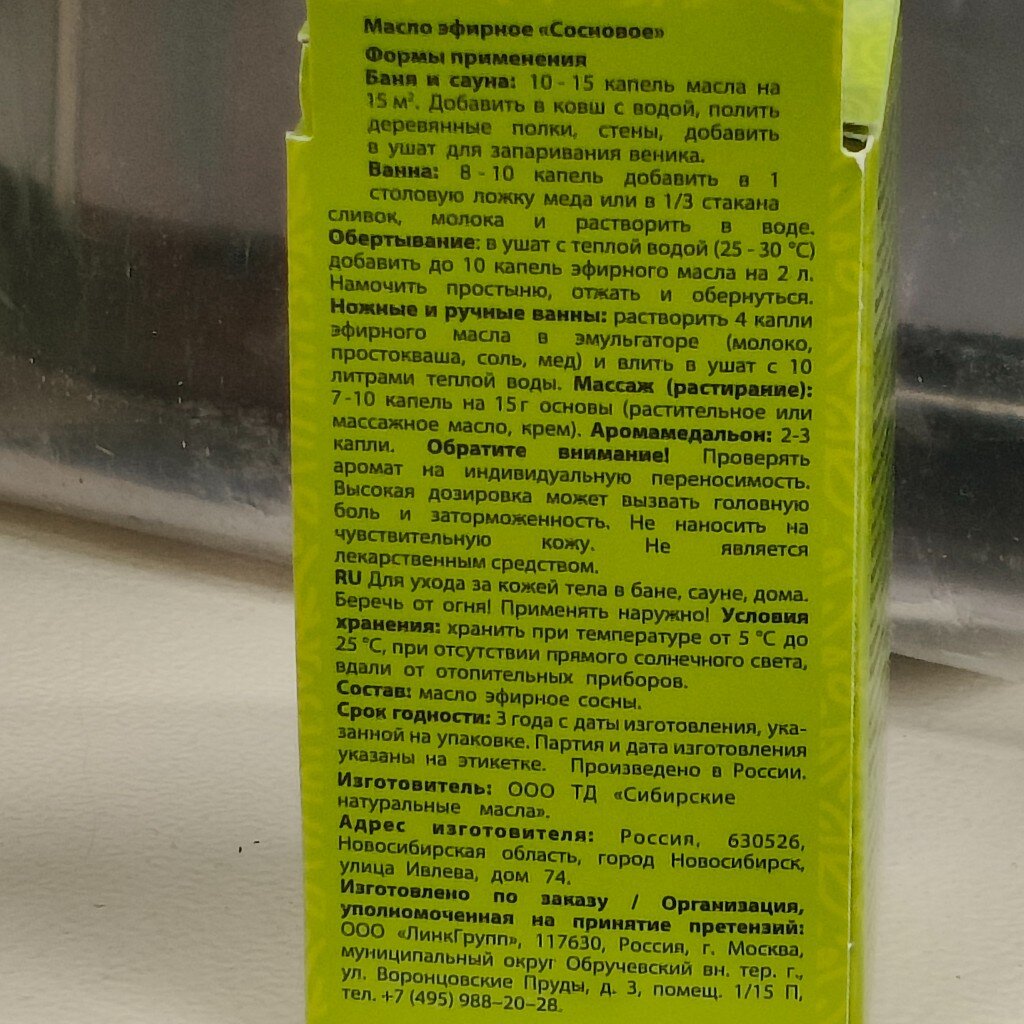 Масло эфирное «Сосновое»
Формы применения
Баня и сауна: 10 - 15 капель масла на
15 м². Добавить в ковш с водой, полить
деревянные полки, стены, добавить
в ушат для запаривания веника.
Ванна: 8 - 10 капель добавить в 1
столовую ложку меда или в 1/3 стакана
сливок, молока и растворить в воде.
Обертывание: в ушат с теплой водой (25 - 30 °C)
добавить до 10 капель эфирного масла на 2 л.
Намочить простыню, отжать и обернуться.
Ножные и ручные ванны: растворить 4 капли
эфирного масла в эмульгаторе (молоко,
простокваша, соль, мед) и влить в ушат с 10
литрами теплой воды. Массаж (растирание):
7-10 капель на 15 г основы (растительное или
массажное масло, крем). Аромамедальон: 2-3
капли. Обратите внимание! Проверять
аромат на индивидуальную переносимость.
Высокая дозировка может вызвать головную
боль и заторможенность. Не наносить на
чувствительную кожу. Не является
лекарственным средством.
RU Для ухода за кожей тела в бане, сауне, дома.
Беречь от огня! Применять наружно! Условия
хранения: хранить при температуре от 5 °C до
25 °C, при отсутствии прямого солнечного света,
вдали от отопительных приборов.
Состав: масло эфирное сосны.
Срок годности: 3 года с даты изготовления, ука-
занной на упаковке. Партия и дата изготовления
указаны на этикетке. Произведено в России.
Изготовитель: ООО ТД «Сибирские
натуральные масла».
Адрес изготовителя: Россия, 630526,
Новосибирская область, город Новосибирск,
улица Ивлева, дом 74.
Изготовлено по заказу / Организация,
уполномоченная на принятие претензий:
ООО «ЛинкГрупп», 117630, Россия, г. Москва,
муниципальный округ Обручевский вн. тер. г.,
ул. Воронцовские Пруды, д. 3, помещ. 1/15 П,
тел. +7 (495) 988–20–28.